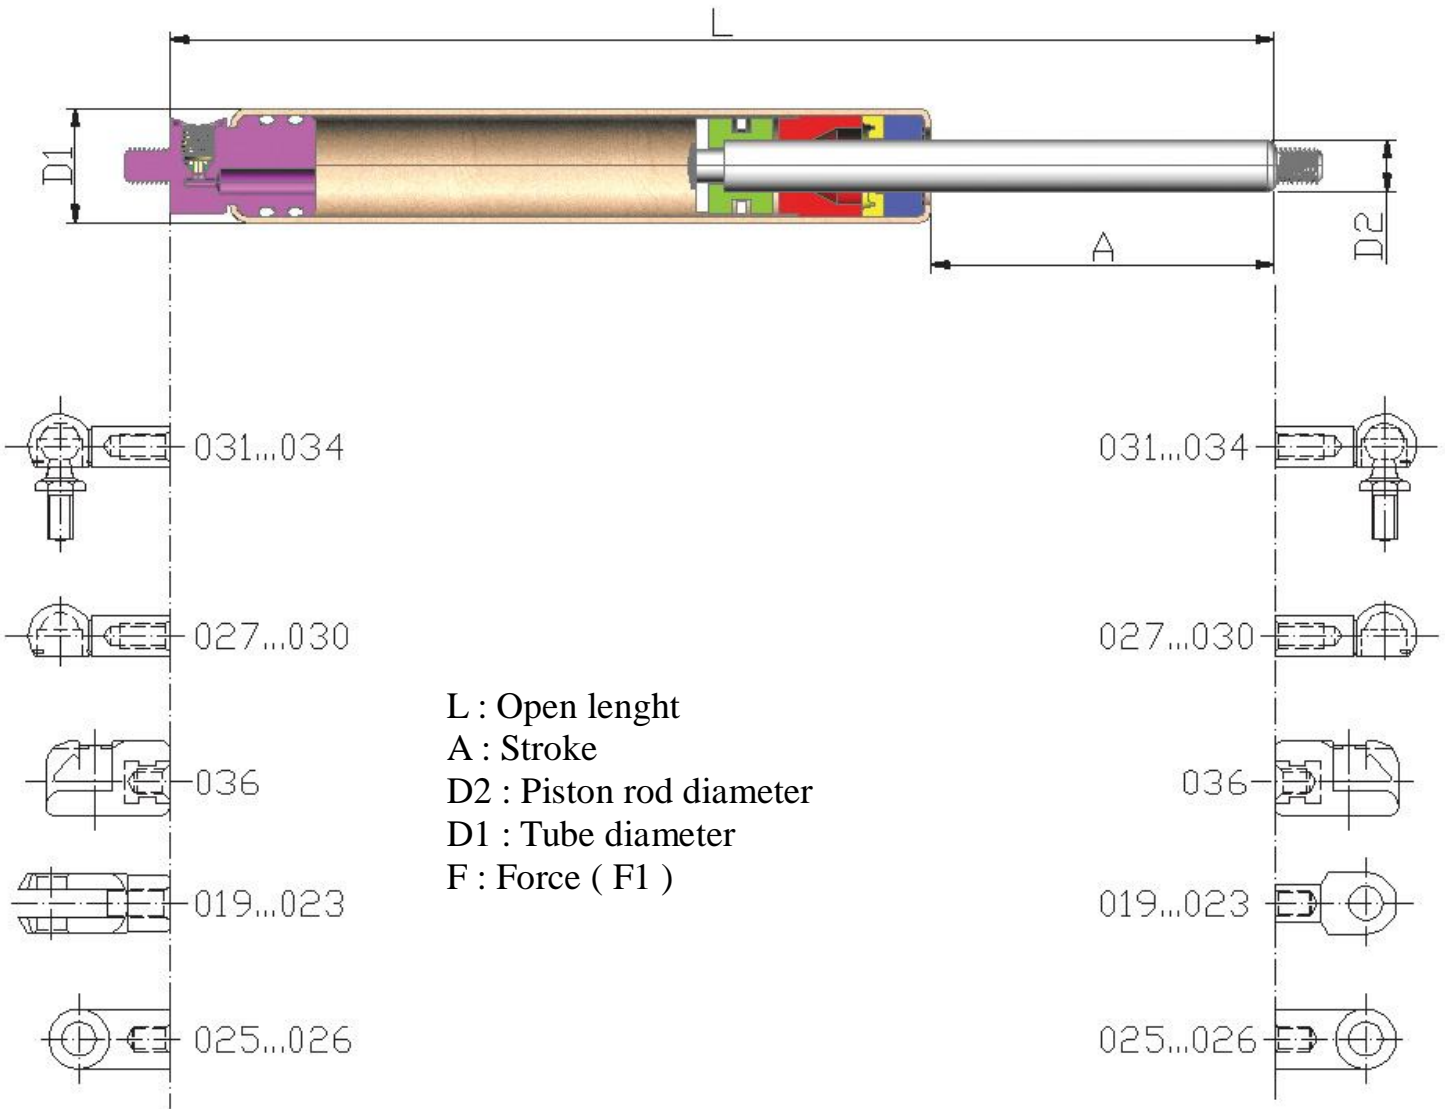 L
D1
D2
A
031...034 031...034
027...030 027...030
L : Open lenght
A : Stroke
036 036
D2 : Piston rod diameter
D1 : Tube diameter
F : Force ( F1 )
019...023 019...023
025...026 025...026